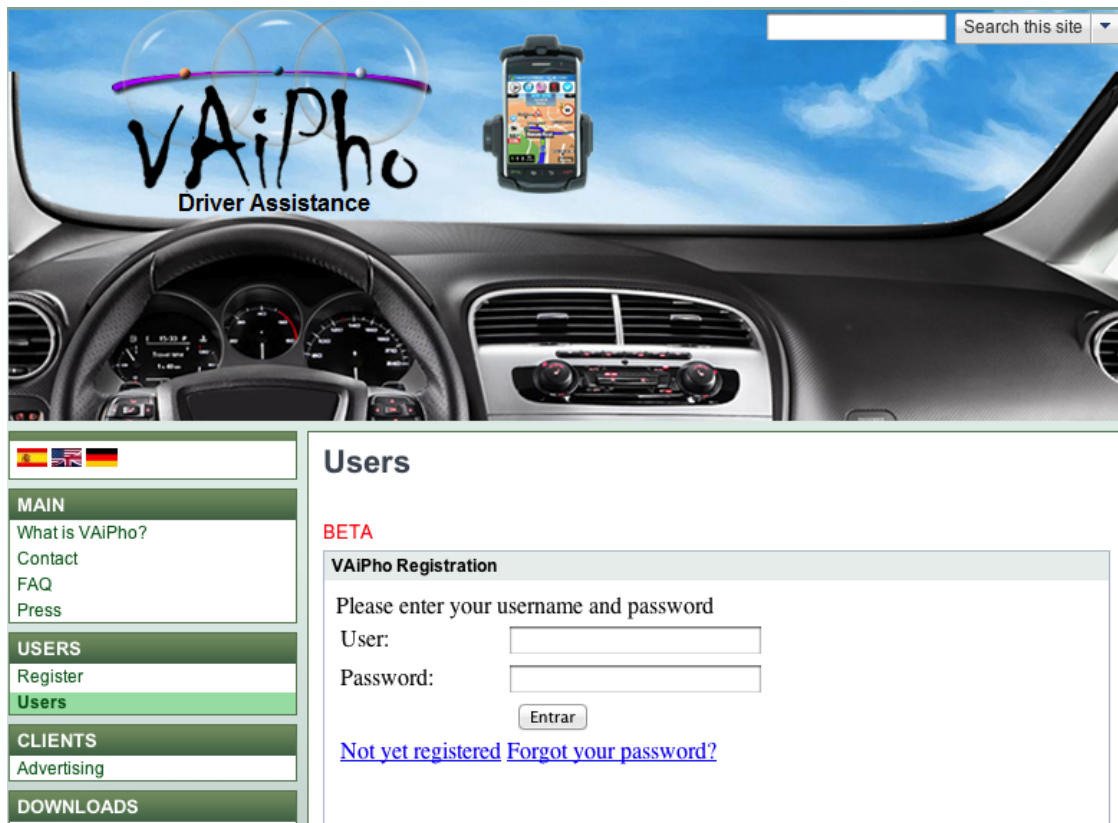 Search this site
VAiPho
Driver Assistance
Users
MAIN
What is VAiPho?
Contact
FAQ
Press
USERS
Register
Users
CLIENTS
Advertising
DOWNLOADS
BETA
VAiPho Registration
Please enter your username and password
User:
Password:
Entrar
Not yet registered Forgot your password?